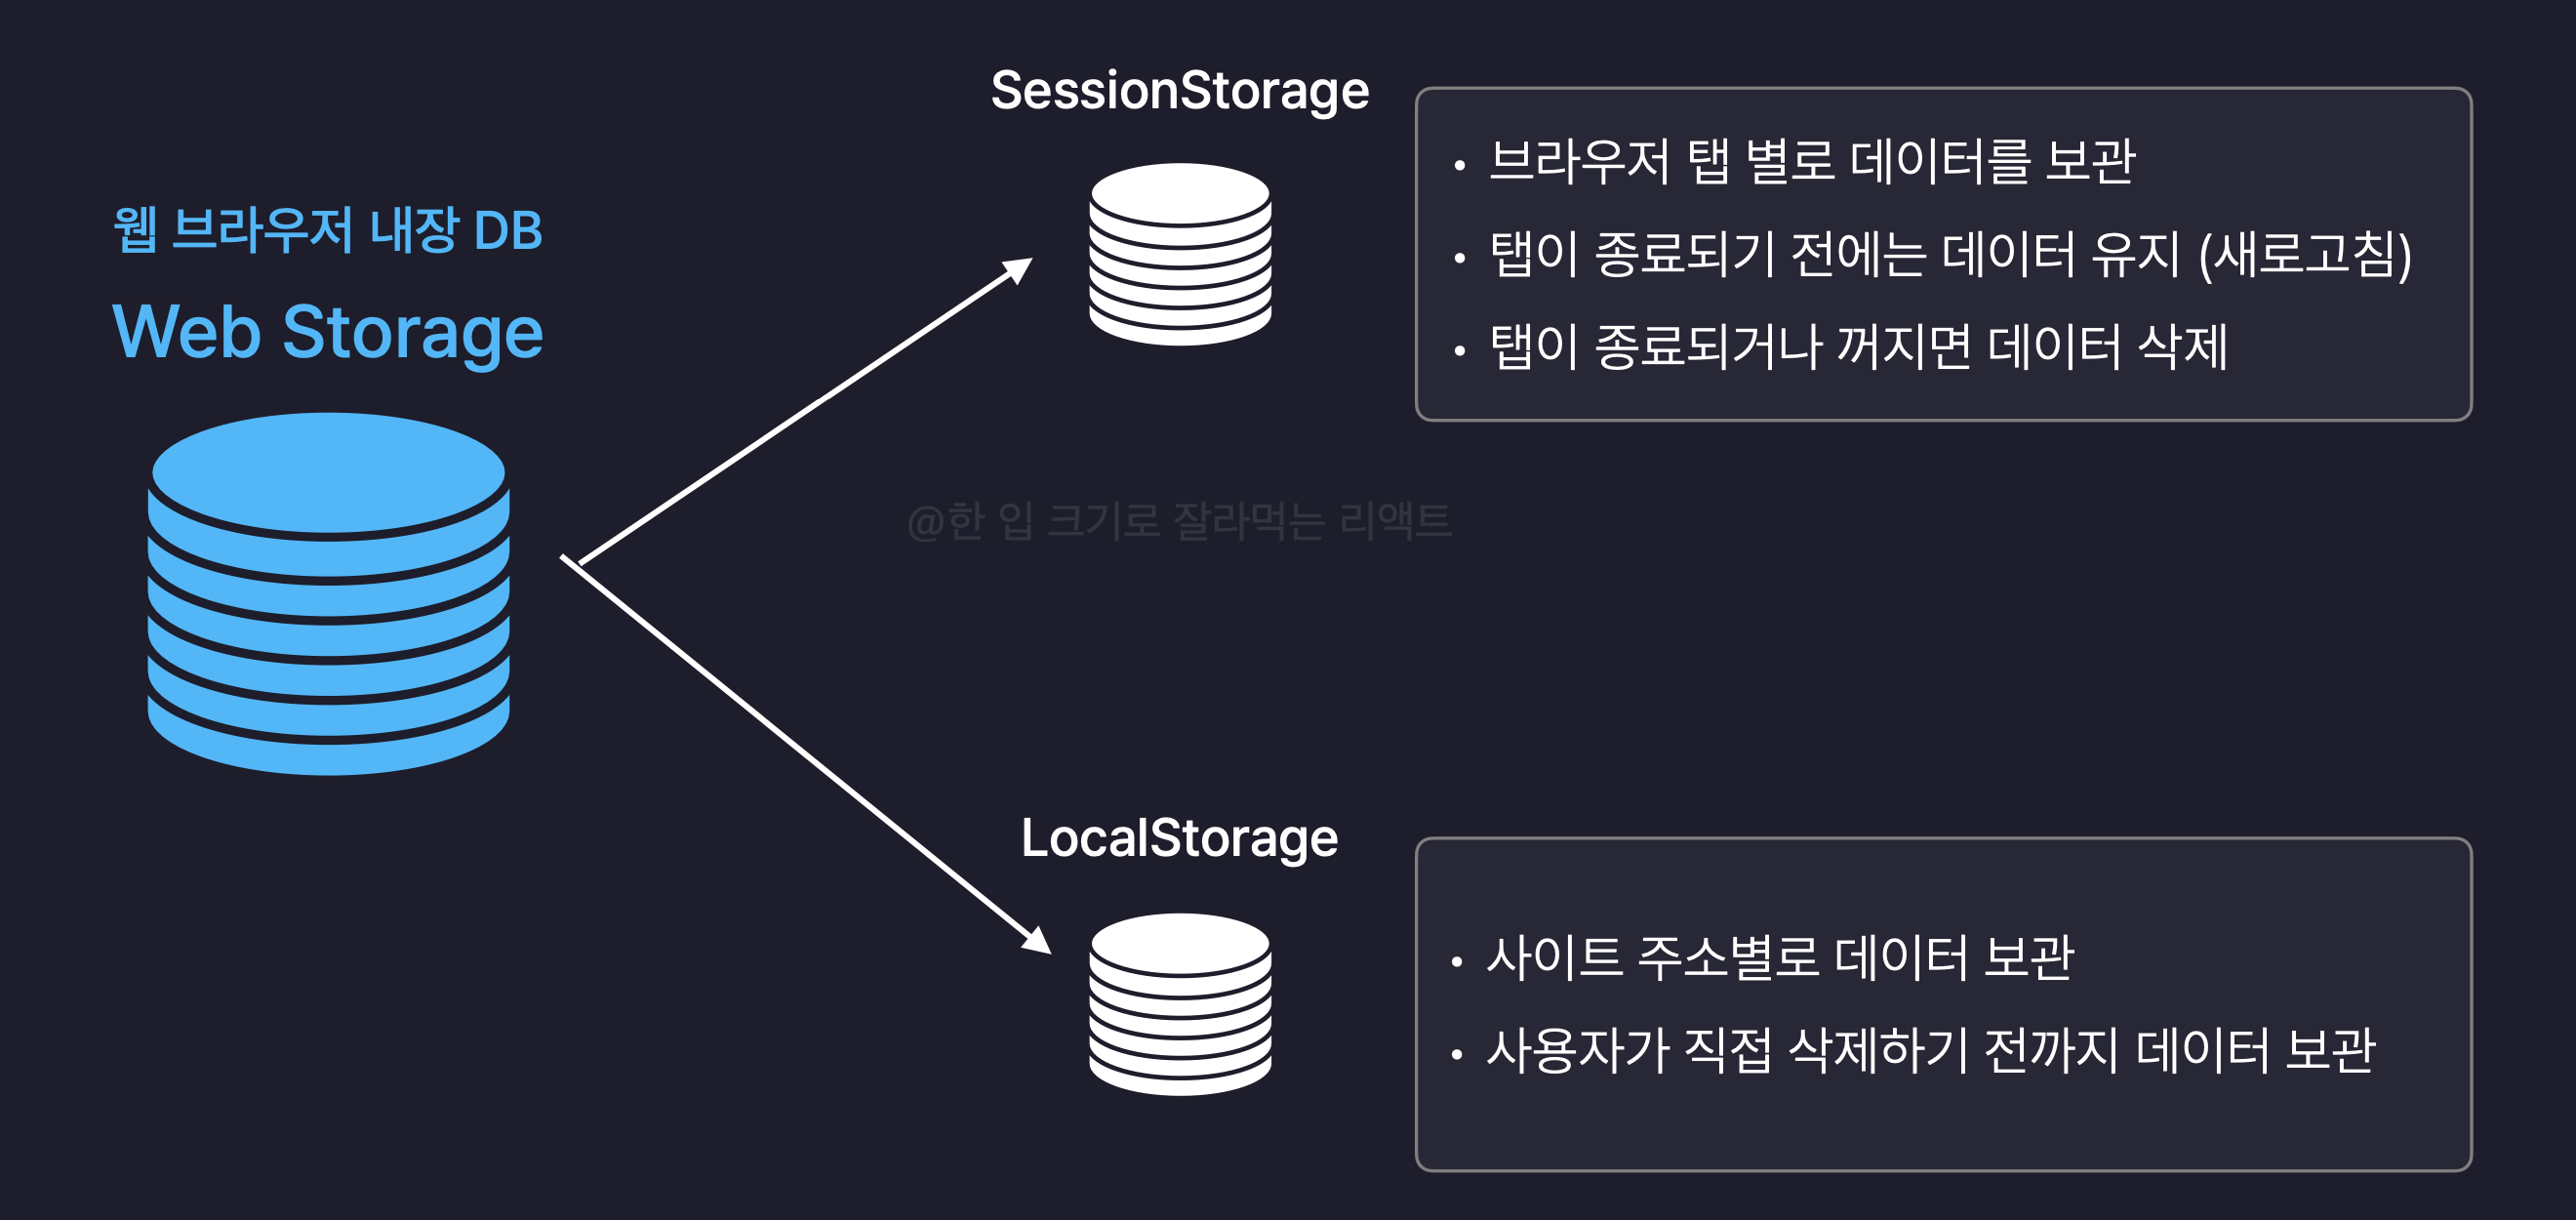 웹 브라우저 내장 DB
Web Storage
SessionStorage
• 브라우저 탭 별로 데이터를 보관
• 탭이 종료되기 전에는 데이터 유지 (새로고침)
• 탭이 종료되거나 꺼지면 데이터 삭제
@한 입 크기로 잘라먹는 리액트
LocalStorage
• 사이트 주소별로 데이터 보관
• 사용자가 직접 삭제하기 전까지 데이터 보관